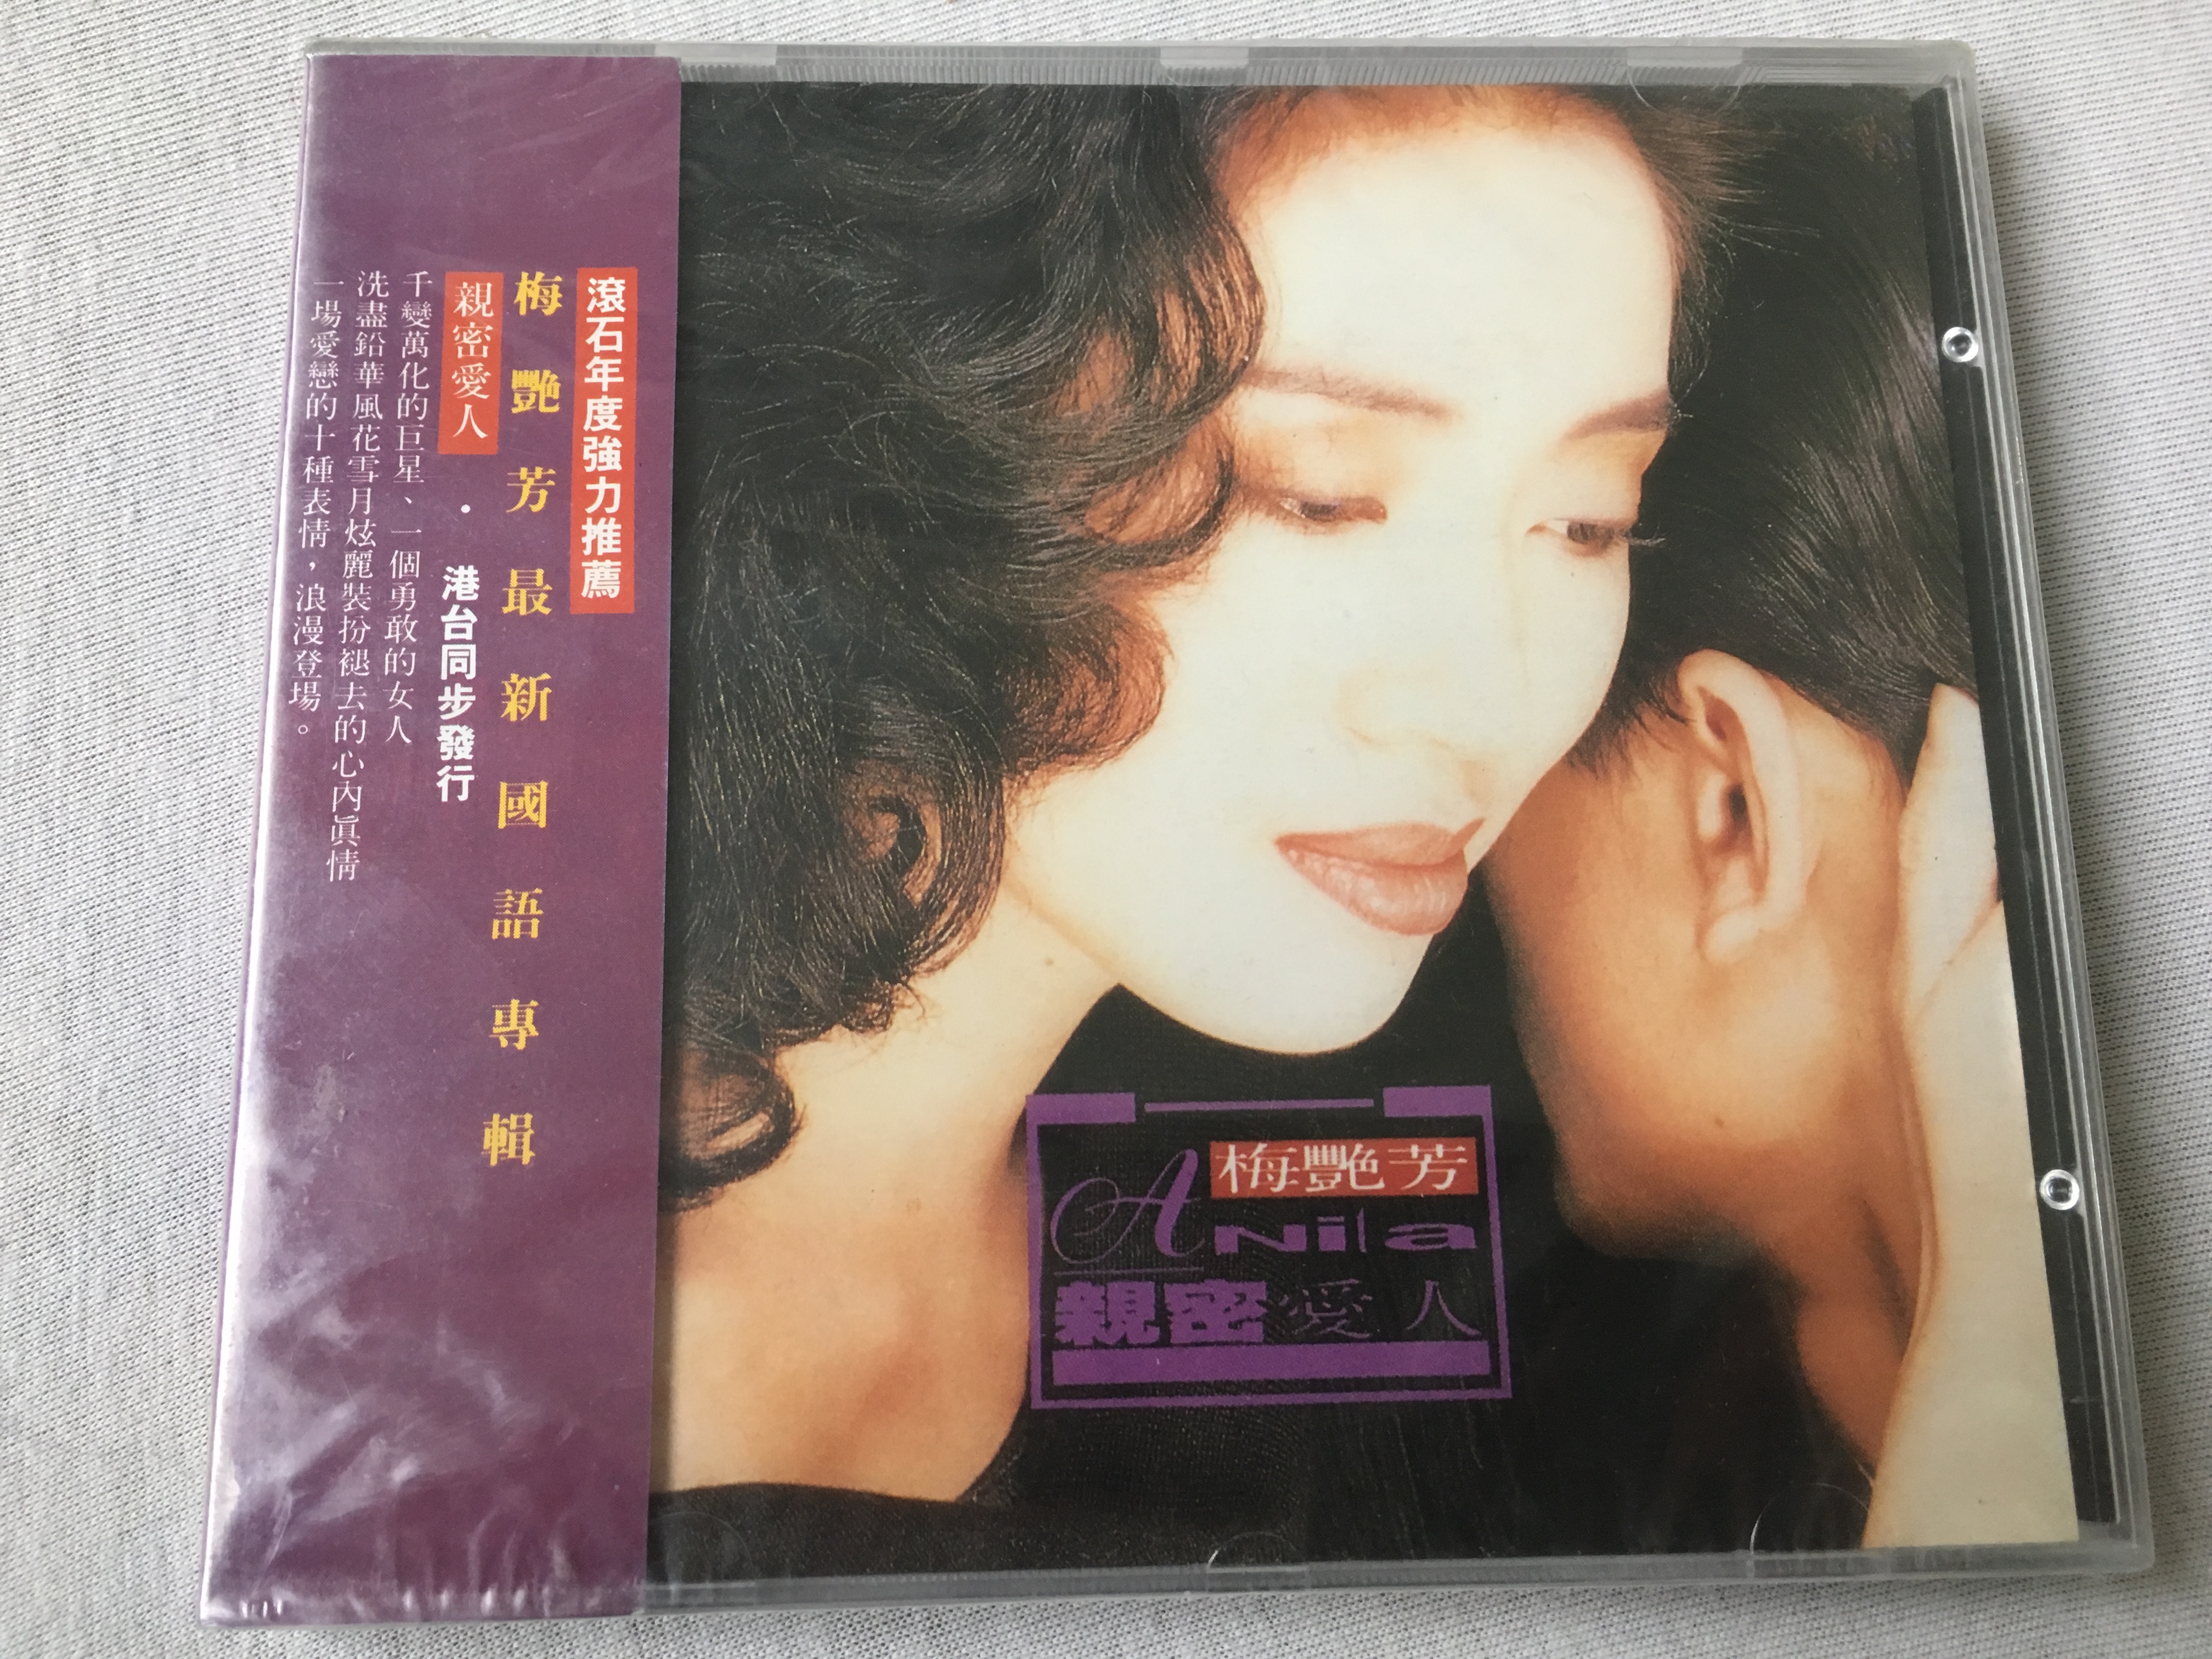 滾石年度強力推薦
梅艷芳最新國語專輯
親密愛人・港台同步發行
千變萬化的巨星、一個勇敢的女人
洗盡鉛華風花雪月炫麗裝扮褪去的心內真情
一場愛戀的十種表情，浪漫登場。
梅艷芳
Anita
親密愛人